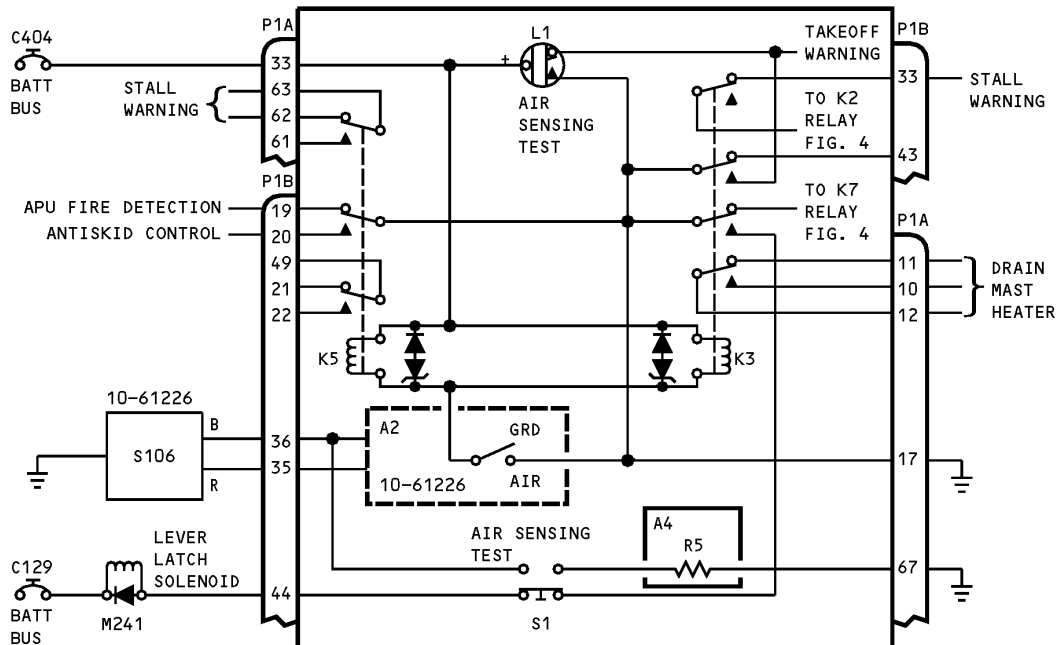 C404
BATT
BUS
P1A
33
63
62
61
STALL
WARNING
L1
+
AIR
SENSING
TEST
TAKEOFF
WARNING
TO K2
RELAY
FIG. 4
P1B
33
STALL
WARNING
43
P1B
APU FIRE DETECTION
19
ANTISKID CONTROL
20
49
21
22
TO K7
RELAY
FIG. 4
P1A
11
10
12
DRAIN
MAST
HEATER
K5
K3
10-61226
B
S106
R
36
35
A2
GRD
10-61226
AIR
17
C129
BATT
BUS
LEVER
LATCH
SOLENOID
M241
44
AIR SENSING
TEST
S1
A4
R5
67